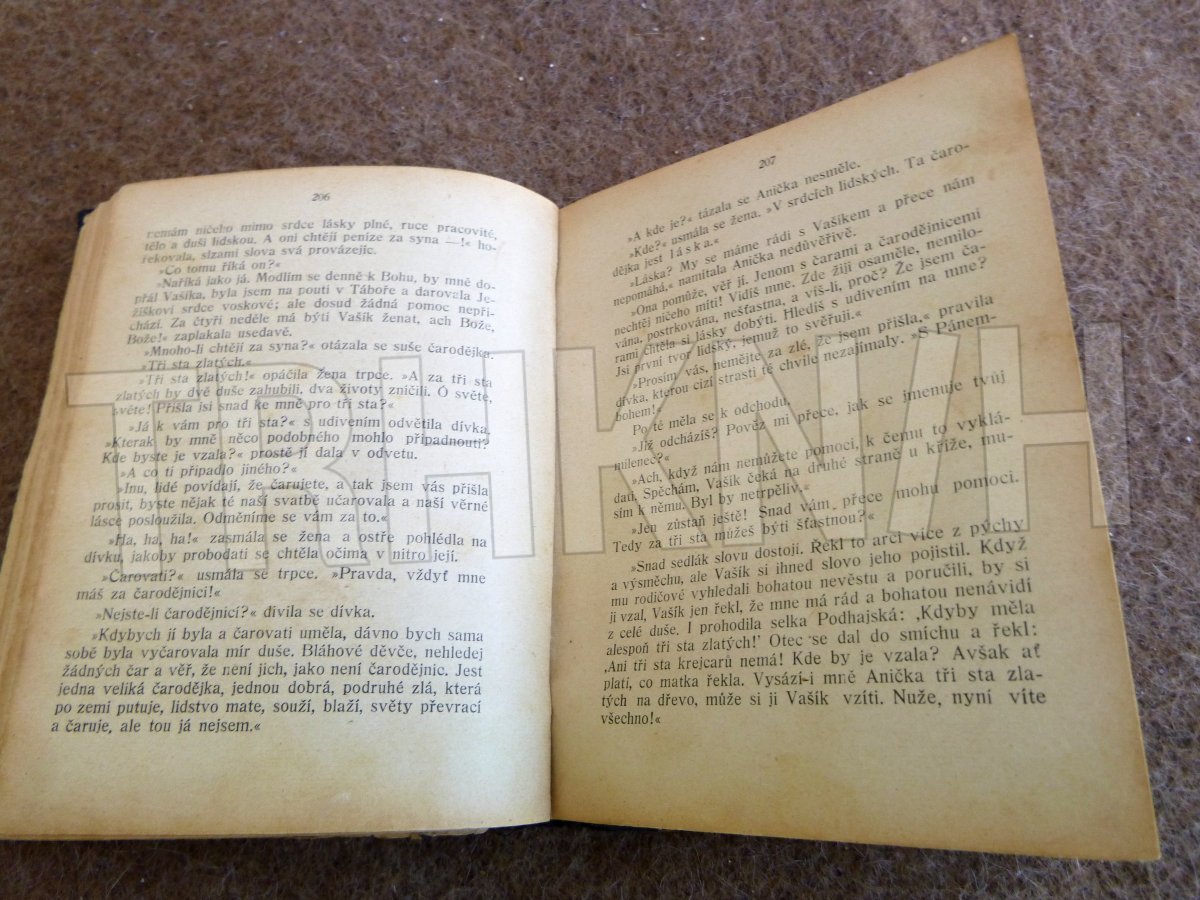 206
nemám ničeho mimo srdce lásky plné, ruce pracovité,
tělo a duši lidskou. A oni chtějí peníze za syna —!« ho-
řekovala, slzami slova svá provázejíc.
»Co tomu říká on?«
»Naříká jako já. Modlím se denně k Bohu, by mně do-
přál Vašíka, byla jsem na pouti v Táboře a darovala Je-
žíškovi srdce voskové; ale dosud žádná pomoc nepři-
chází. Za čtyři neděle má býti Vašík ženat, ach Bože,
Bože!« zaplakala usedavě.
»Mnoho-li chtějí za syna?« otázala se suše čarodějka.
»Tři sta zlatých.«
»Tři sta zlatých!« opáčila žena trpce. »A za tři sta
zlatých by dvě duše zahubili, dva životy zničili. Ó světe,
světe! Přišla jsi snad ke mně pro tři sta?«
»Já k vám pro tři sta?« s udivením odvětila dívka,
»Kterak by mně něco podobného mohlo připadnouti?
Kde byste je vzala?« prostě jí dala v odvetu.
»A co ti připadlo jiného?«
»Inu, lidé povídají, že čarujete, a tak jsem vás přišla
prosit, byste nějak té naší svatbě učarovala a naší věrné
lásce posloužila. Odměníme se vám za to.«
»Ha, ha, ha!« zasmála se žena a ostře pohlédla na
dívku, jakoby probodati se chtěla očima v nitro její.
»Čarovati?« usmála se trpce. »Pravda, vždyť mne
máš za čarodějnici!«
»Nejste-li čarodějnicí?« divila se dívka.
»Kdybych jí byla a čarovati uměla, dávno bych sama
sobě byla vyčarovala mír duše. Bláhové děvče, nehledej
žádných čar a věř, že není jich, jako není čarodějnic. Jest
jedna veliká čarodějka, jednou dobrá, podruhé zlá, která
po zemi putuje, lidstvo mate, souží, blaží, světy převrací
a čaruje, ale tou já nejsem.«
207
»A kde je?« tázala se Anička nesměle.
»Kde?« usmála se žena. »V srdcích lidských. Ta čaro-
dějka jest láska.«
»Láska? My se máme rádi s Vašíkem a přece nám
nepomáhá,« namítala Anička nedůvěřivě.
»Ona pomůže, věř jí. Jenom s čarami a čarodějnicemi
nechtěj ničeho míti! Vidíš mne. Zde žiji osaměle, nemilo-
vána, postrkována, nešťastna, a víš-li, proč? Že jsem ča-
rami chtěla si lásky dobýti. Hledíš s udivením na mne?
Jsi první tvor lidský, jemuž to svěřuji.«
»Prosím vás, nemějte za zlé, že jsem přišla,« pravila
dívka, kterou cizí strasti té chvíle nezajímaly. »S Pánem-
bohem!«
Po té měla se k odchodu.
»Již odcházíš? Pověz mi přece, jak se jmenuje tvůj
milenec?«
»Ach, když nám nemůžete pomoci, k čemu to vyklá-
dati. Spěchám, Vašík čeká na druhé straně u kříže, mu-
sím k němu. Byl by netrpěliv.«
»Jen zůstaň ještě! Snad vám přece mohu pomoci.
Tedy za tři sta můžeš býti šťastnou?«
»Snad sedlák slovu dostojí. Řekl to arci více z pýchy
a výsměchu, ale Vašík si ihned slovo jeho pojistil. Když
mu rodičové vyhledali bohatou nevěstu a poručili, by si
ji vzal, Vašík jen řekl, že mne má rád a bohatou nenávidí
z celé duše. I prohodila selka Podhajská: ‚Kdyby měla
alespoň tři sta zlatých!‘ Otec se dal do smíchu a řekl:
‚Ani tři sta krejcarů nemá! Kde by je vzala? Avšak ať
platí, co matka řekla. Vysází-i mně Anička tři sta zla-
tých na dřevo, může si ji Vašík vzíti. Nuže, nyní víte
všechno!«
TRHKNIH